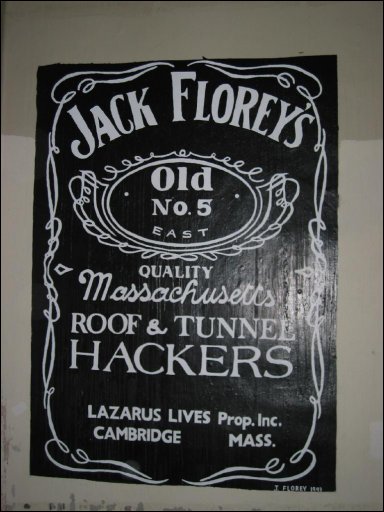 JACK FLOREY'S
Old
No. 5
EAST
QUALITY
Massachusetts
ROOF & TUNNEL
HACKERS
LAZARUS LIVES Prop. Inc.
CAMBRIDGE MASS.